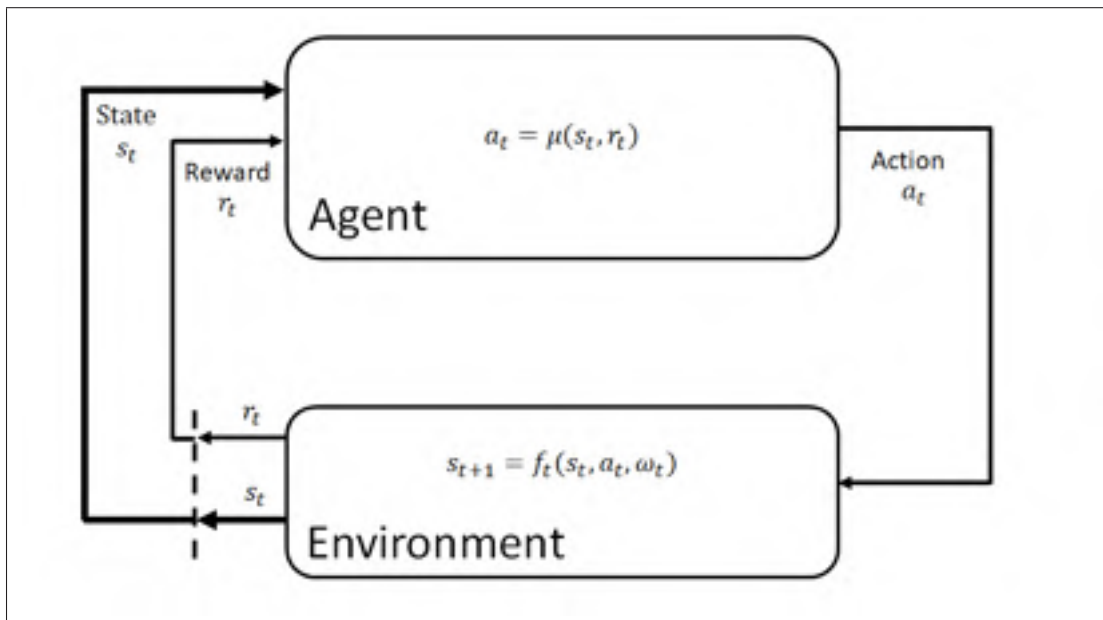 State
s_t
Reward
r_t
a_t = μ(s_t, r_t)
Agent
Action
a_t
r_t
s_t
s_{t+1} = f_t(s_t, a_t, ω_t)
Environment